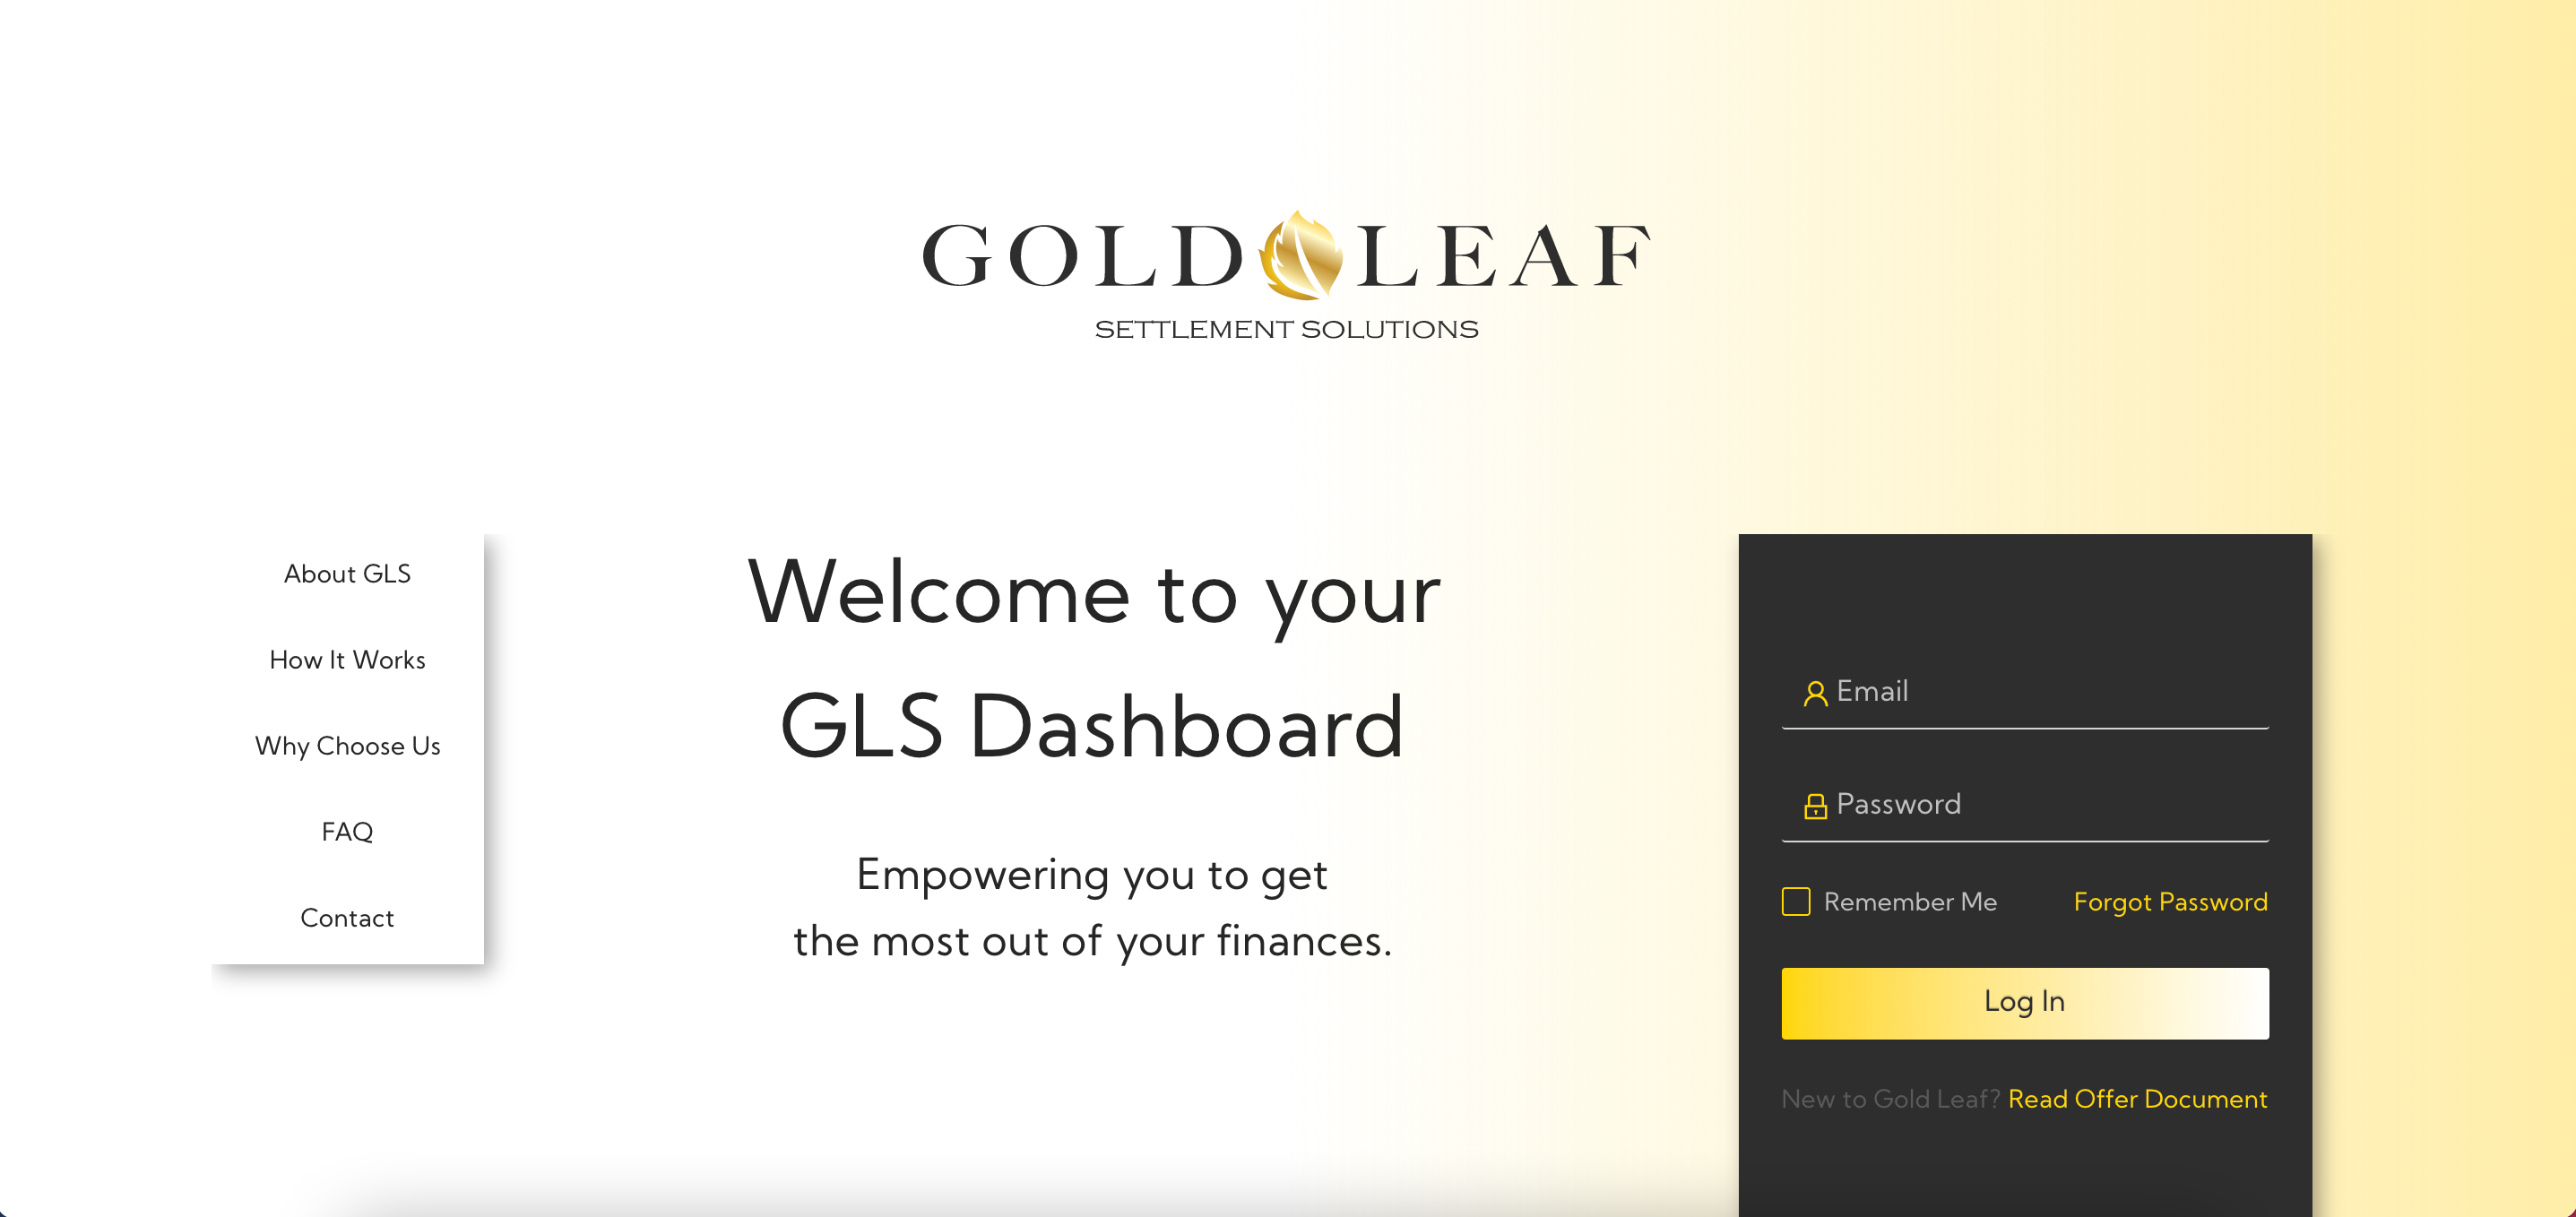 GOLD LEAF
SETTLEMENT SOLUTIONS
About GLS
How It Works
Why Choose Us
FAQ
Contact
Welcome to your
GLS Dashboard
Empowering you to get
the most out of your finances.
Email
Password
Remember Me
Forgot Password
Log In
New to Gold Leaf? Read Offer Document